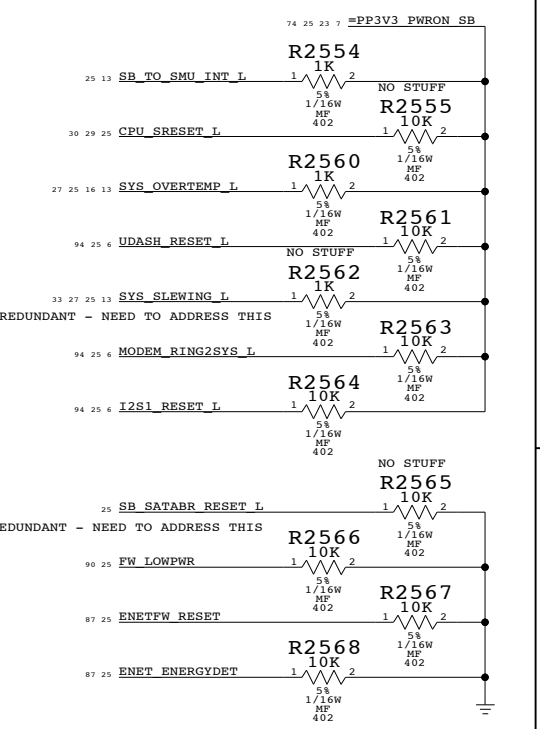 74 25 23 7 =PP3V3_PWRON_SB
R2554
1K
25 13 SB_TO_SMU_INT_L 1 2
5%
1/16W
MF
402
NO STUFF
R2555
10K
30 29 25 CPU_SRESET_L 1 2
5%
1/16W
MF
402
R2560
1K
27 25 16 13 SYS_OVERTEMP_L 1 2
5%
1/16W
MF
402
R2561
10K
94 25 6 UDASH_RESET_L 1 2
5%
1/16W
MF
402
NO STUFF
R2562
1K
33 27 25 13 SYS_SLEWING_L 1 2
REDUNDANT - NEED TO ADDRESS THIS
5%
1/16W
MF
402
R2563
10K
94 25 6 MODEM_RING2SYS_L 1 2
5%
1/16W
MF
402
R2564
10K
94 25 6 I2S1_RESET_L 1 2
5%
1/16W
MF
402
NO STUFF
R2565
10K
25 SB_SATABR_RESET_L 1 2
EDUNDANT - NEED TO ADDRESS THIS
5%
1/16W
MF
402
R2566
10K
90 25 FW_LOWPWR 1 2
5%
1/16W
MF
402
R2567
10K
87 25 ENETFW_RESET 1 2
5%
1/16W
MF
402
R2568
10K
87 25 ENET_ENERGYDET 1 2
5%
1/16W
MF
402